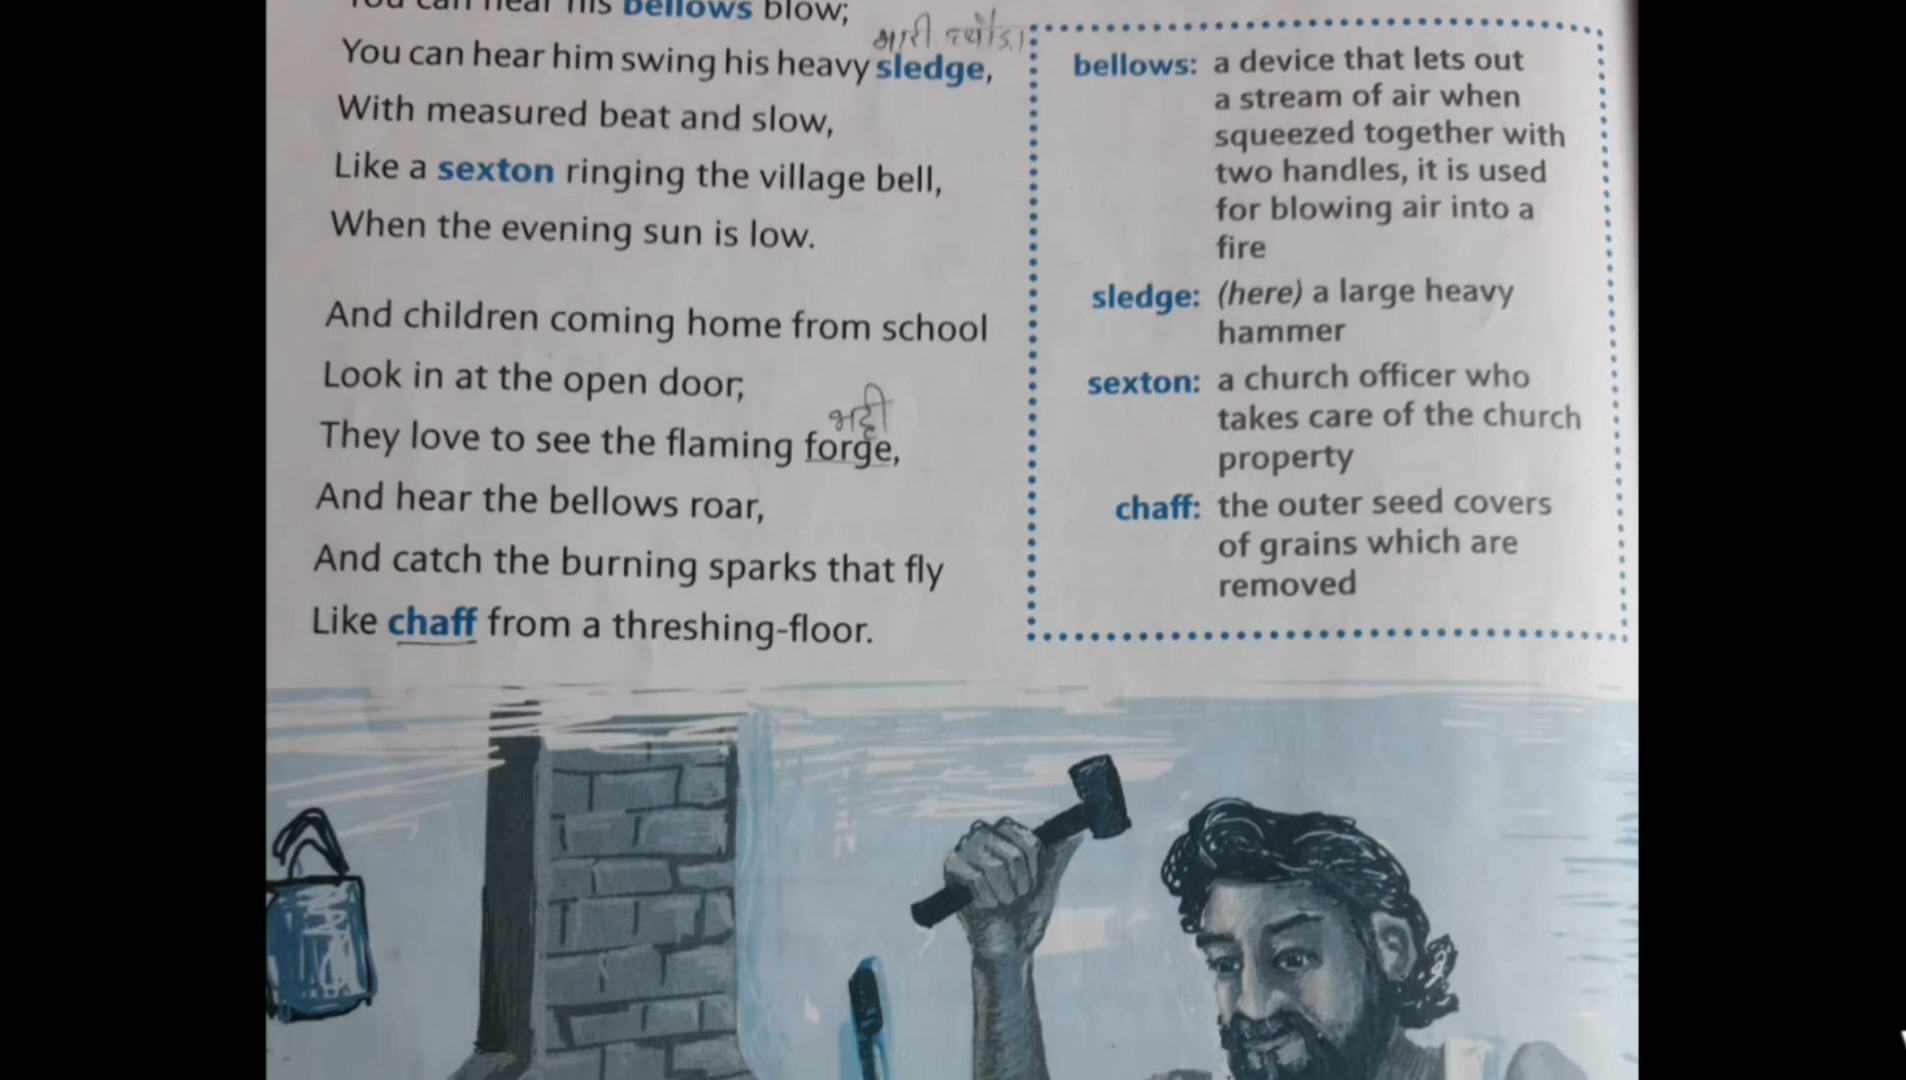 You can hear his bellows blow;
भारी हथौड़ा
You can hear him swing his heavy sledge,
With measured beat and slow,
Like a sexton ringing the village bell,
When the evening sun is low.
And children coming home from school
Look in at the open door;
भट्टी
They love to see the flaming forge,
And hear the bellows roar,
And catch the burning sparks that fly
Like chaff from a threshing-floor.
bellows: a device that lets out
a stream of air when
squeezed together with
two handles, it is used
for blowing air into a
fire
sledge: (here) a large heavy
hammer
sexton: a church officer who
takes care of the church
property
chaff: the outer seed covers
of grains which are
removed